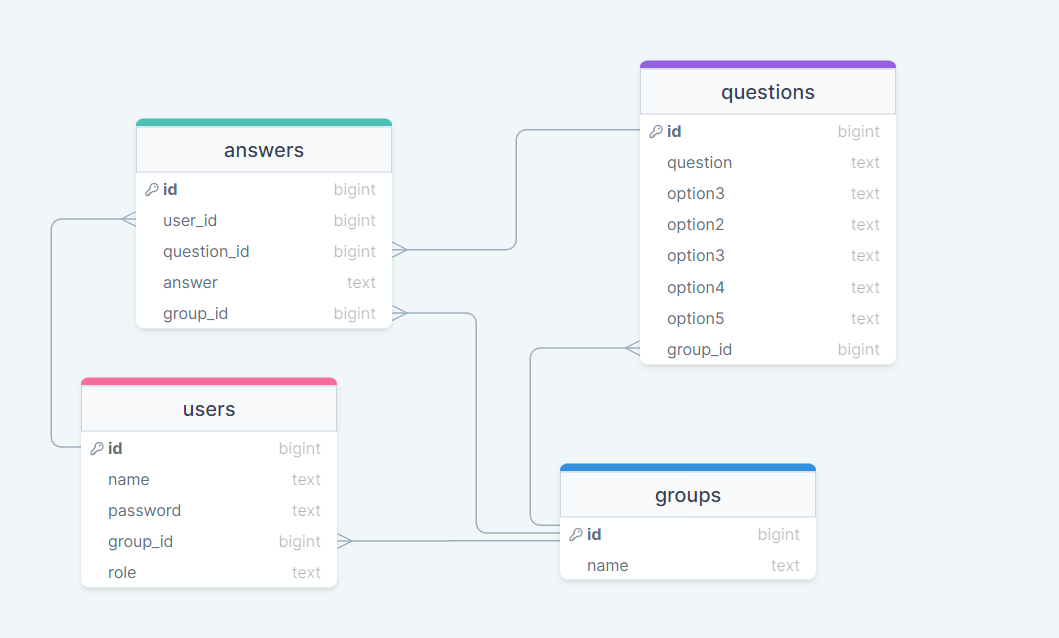 answers
id bigint
user_id bigint
question_id bigint
answer text
group_id bigint
questions
id bigint
question text
option3 text
option2 text
option3 text
option4 text
option5 text
group_id bigint
users
id bigint
name text
password text
group_id bigint
role text
groups
id bigint
name text